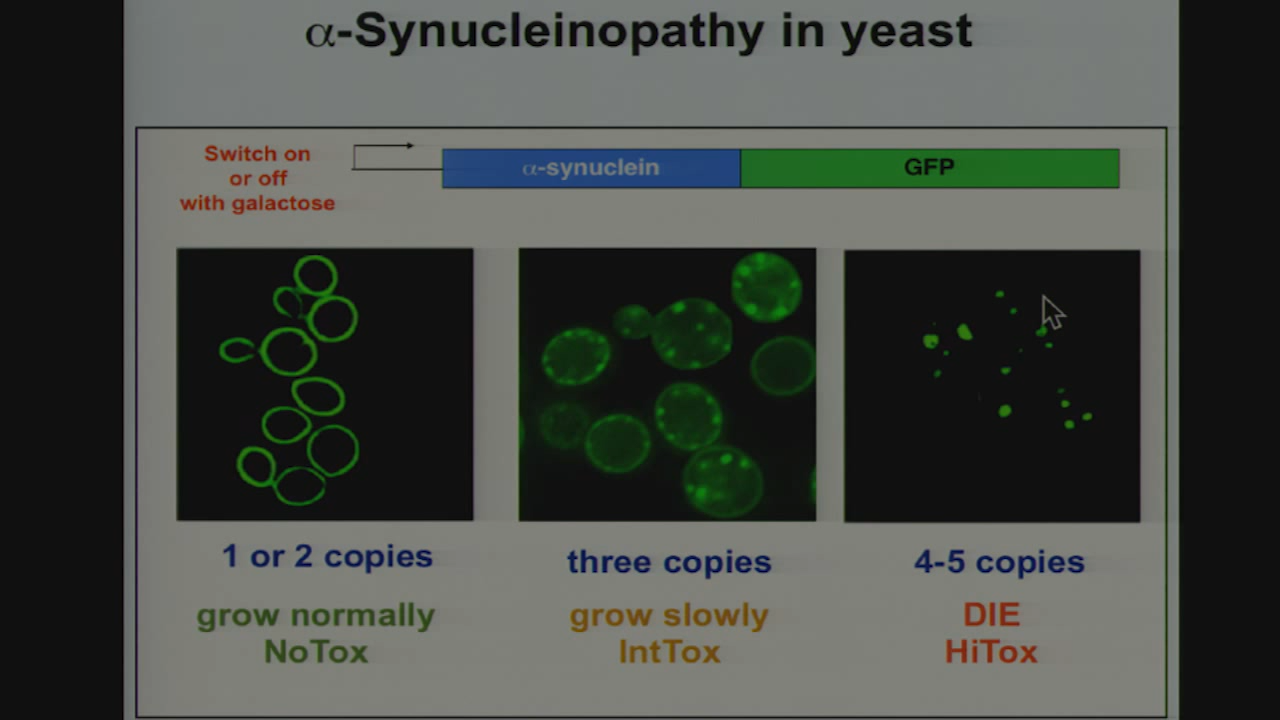 α-Synucleinopathy in yeast
Switch on
or off
with galactose
α-synuclein
GFP
1 or 2 copies
three copies
4-5 copies
grow normally
NoTox
grow slowly
IntTox
DIE
HiTox